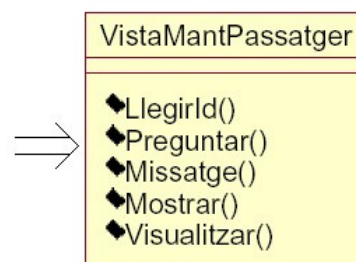 VistaMantPassatger
LlegirId()
Preguntar()
Missatge()
Mostrar()
Visualitzar()